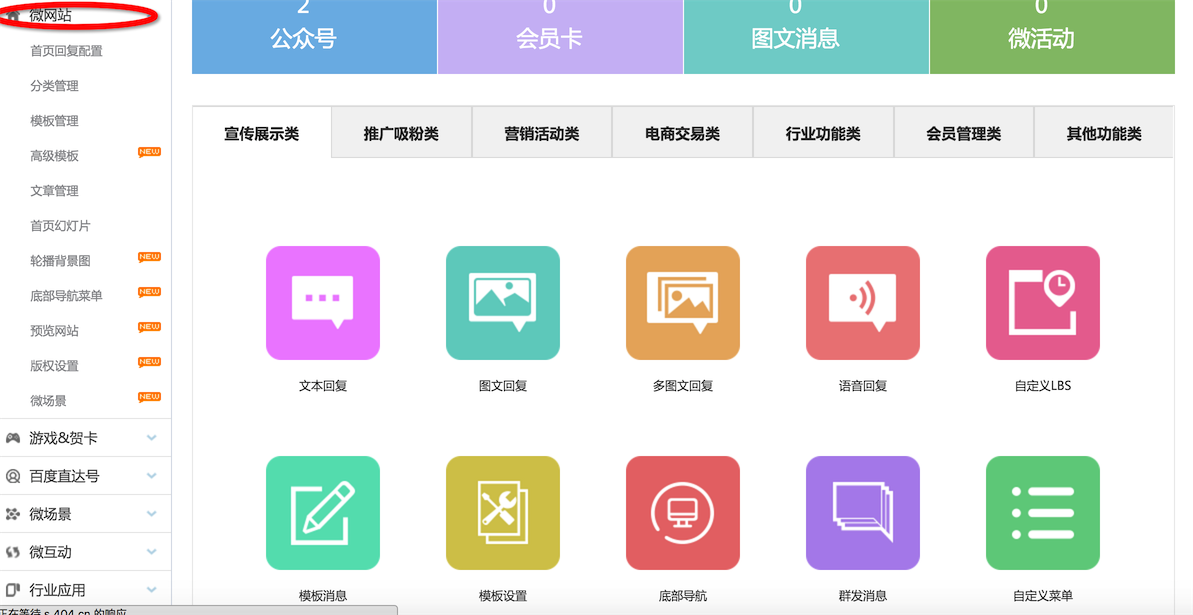 微网站
首页回复配置
分类管理
模板管理
高级模板 NEW
文章管理
首页幻灯片
轮播背景图 NEW
底部导航菜单 NEW
预览网站 NEW
版权设置 NEW
微场景 NEW
游戏&贺卡
百度直达号
微场景
微互动
行业应用
正在等待 s.404.cn 的响应
2 0 0 0
公众号 会员卡 图文消息 微活动
宣传展示类 推广吸粉类 营销活动类 电商交易类 行业功能类 会员管理类 其他功能类
文本回复 图文回复 多图文回复 语音回复 自定义LBS
模板消息 模板设置 底部导航 群发消息 自定义菜单